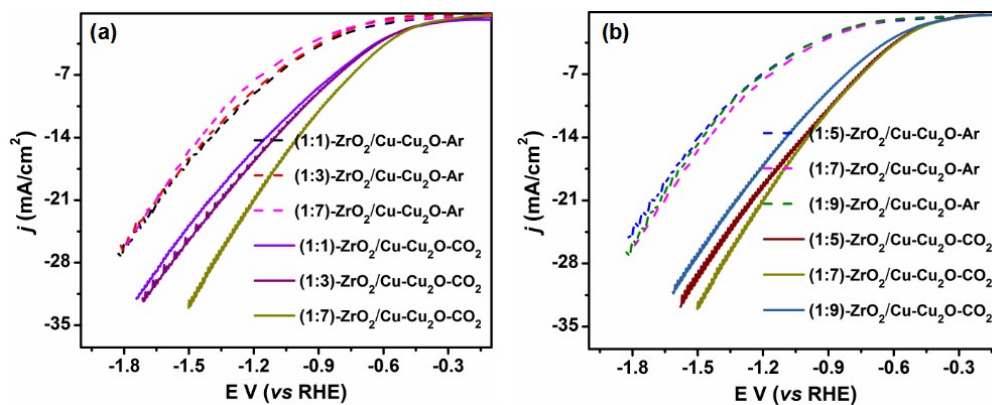 (a)
-7
-14
-21
-28
-35
j (mA/cm²)
(1:1)-ZrO₂/Cu-Cu₂O-Ar
(1:3)-ZrO₂/Cu-Cu₂O-Ar
(1:7)-ZrO₂/Cu-Cu₂O-Ar
(1:1)-ZrO₂/Cu-Cu₂O-CO₂
(1:3)-ZrO₂/Cu-Cu₂O-CO₂
(1:7)-ZrO₂/Cu-Cu₂O-CO₂
-1.8 -1.5 -1.2 -0.9 -0.6 -0.3
E V (vs RHE)
(b)
-7
-14
-21
-28
-35
j (mA/cm²)
(1:5)-ZrO₂/Cu-Cu₂O-Ar
(1:7)-ZrO₂/Cu-Cu₂O-Ar
(1:9)-ZrO₂/Cu-Cu₂O-Ar
(1:5)-ZrO₂/Cu-Cu₂O-CO₂
(1:7)-ZrO₂/Cu-Cu₂O-CO₂
(1:9)-ZrO₂/Cu-Cu₂O-CO₂
-1.8 -1.5 -1.2 -0.9 -0.6 -0.3
E V (vs RHE)